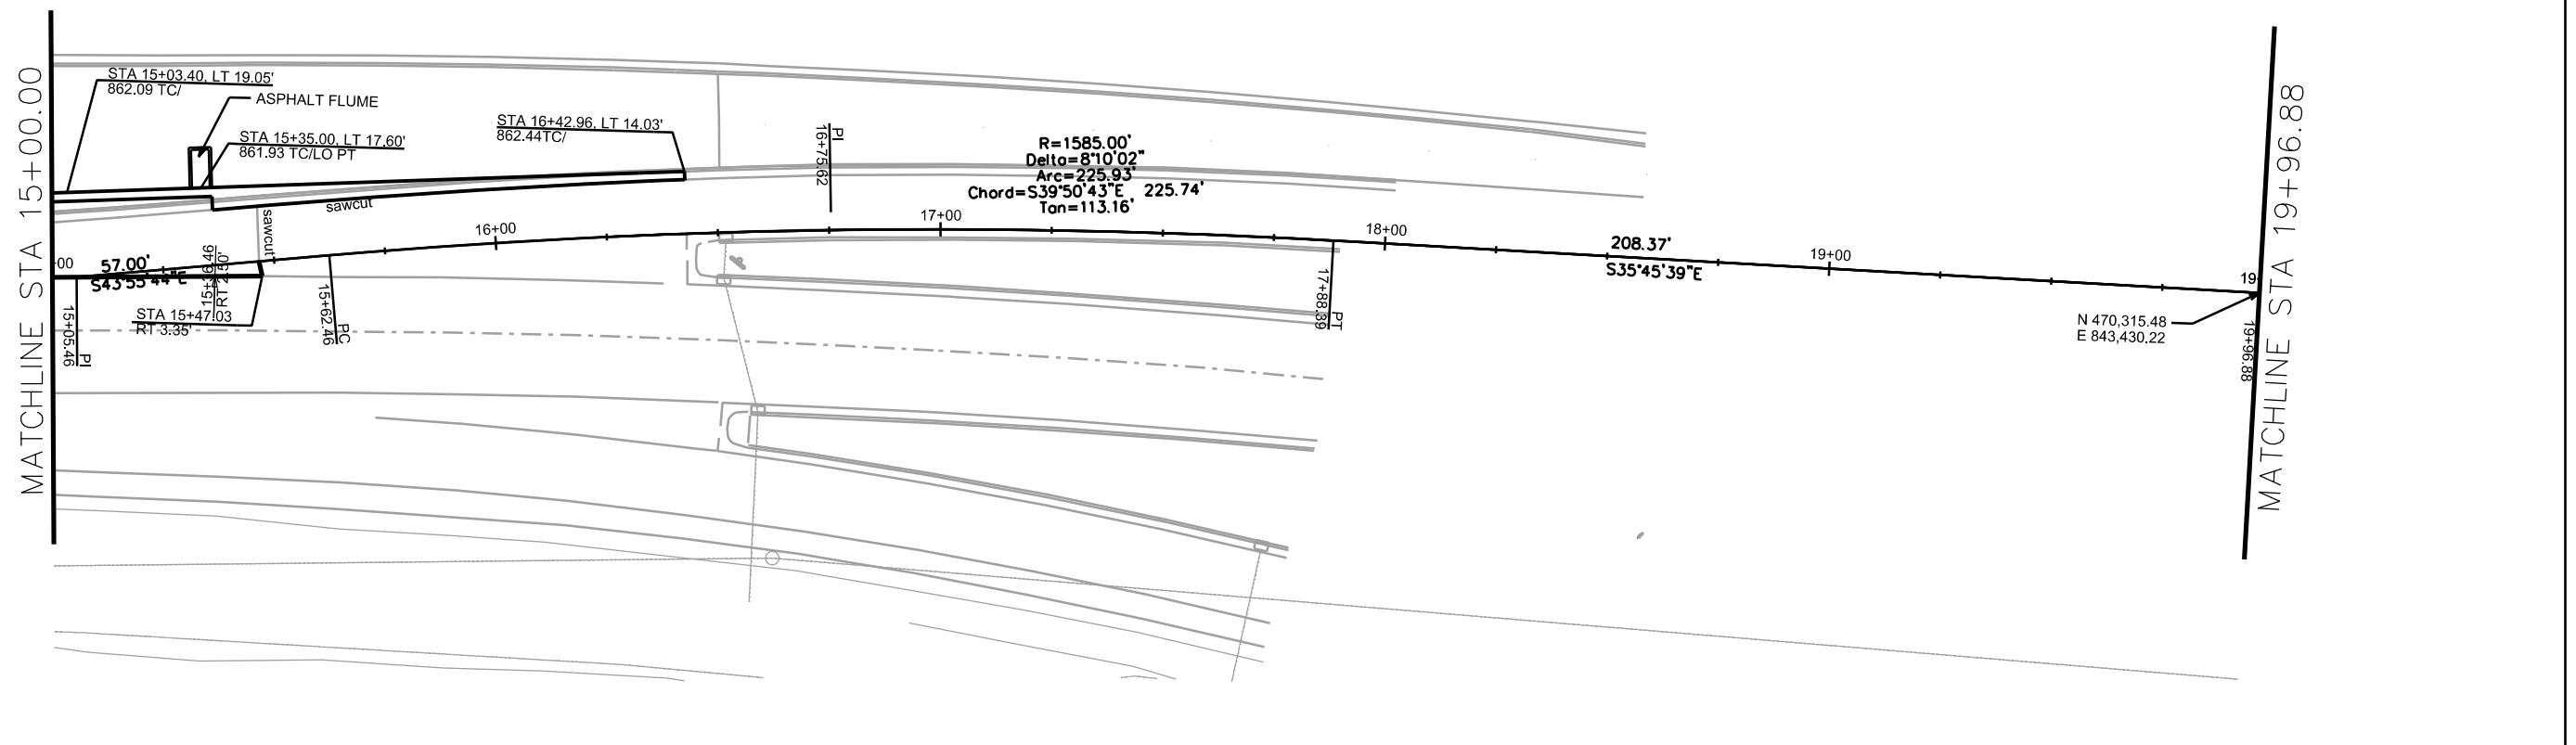 MATCHLINE STA 15+00.00
STA 15+03.40, LT 19.05'
862.09 TC/
ASPHALT FLUME
STA 15+35.00, LT 17.60'
861.93 TC/LO PT
STA 16+42.96, LT 14.03'
862.44TC/
PI
16+75.62
R=1585.00'
Delta=8°10'02"
Arc=225.93'
Chord=S39°50'43"E 225.74'
Tan=113.16'
sawcut
sawcut
16+00
17+00
18+00
19+00
00
57.00'
S43°55'44"E
208.37'
S35°45'39"E
STA 15+47.03
RT 3.35'
15+05.46
PI
15+62.46
PC
17+88.39
PT
19
N 470,315.48
E 843,430.22
19+96.88
MATCHLINE STA 19+96.88